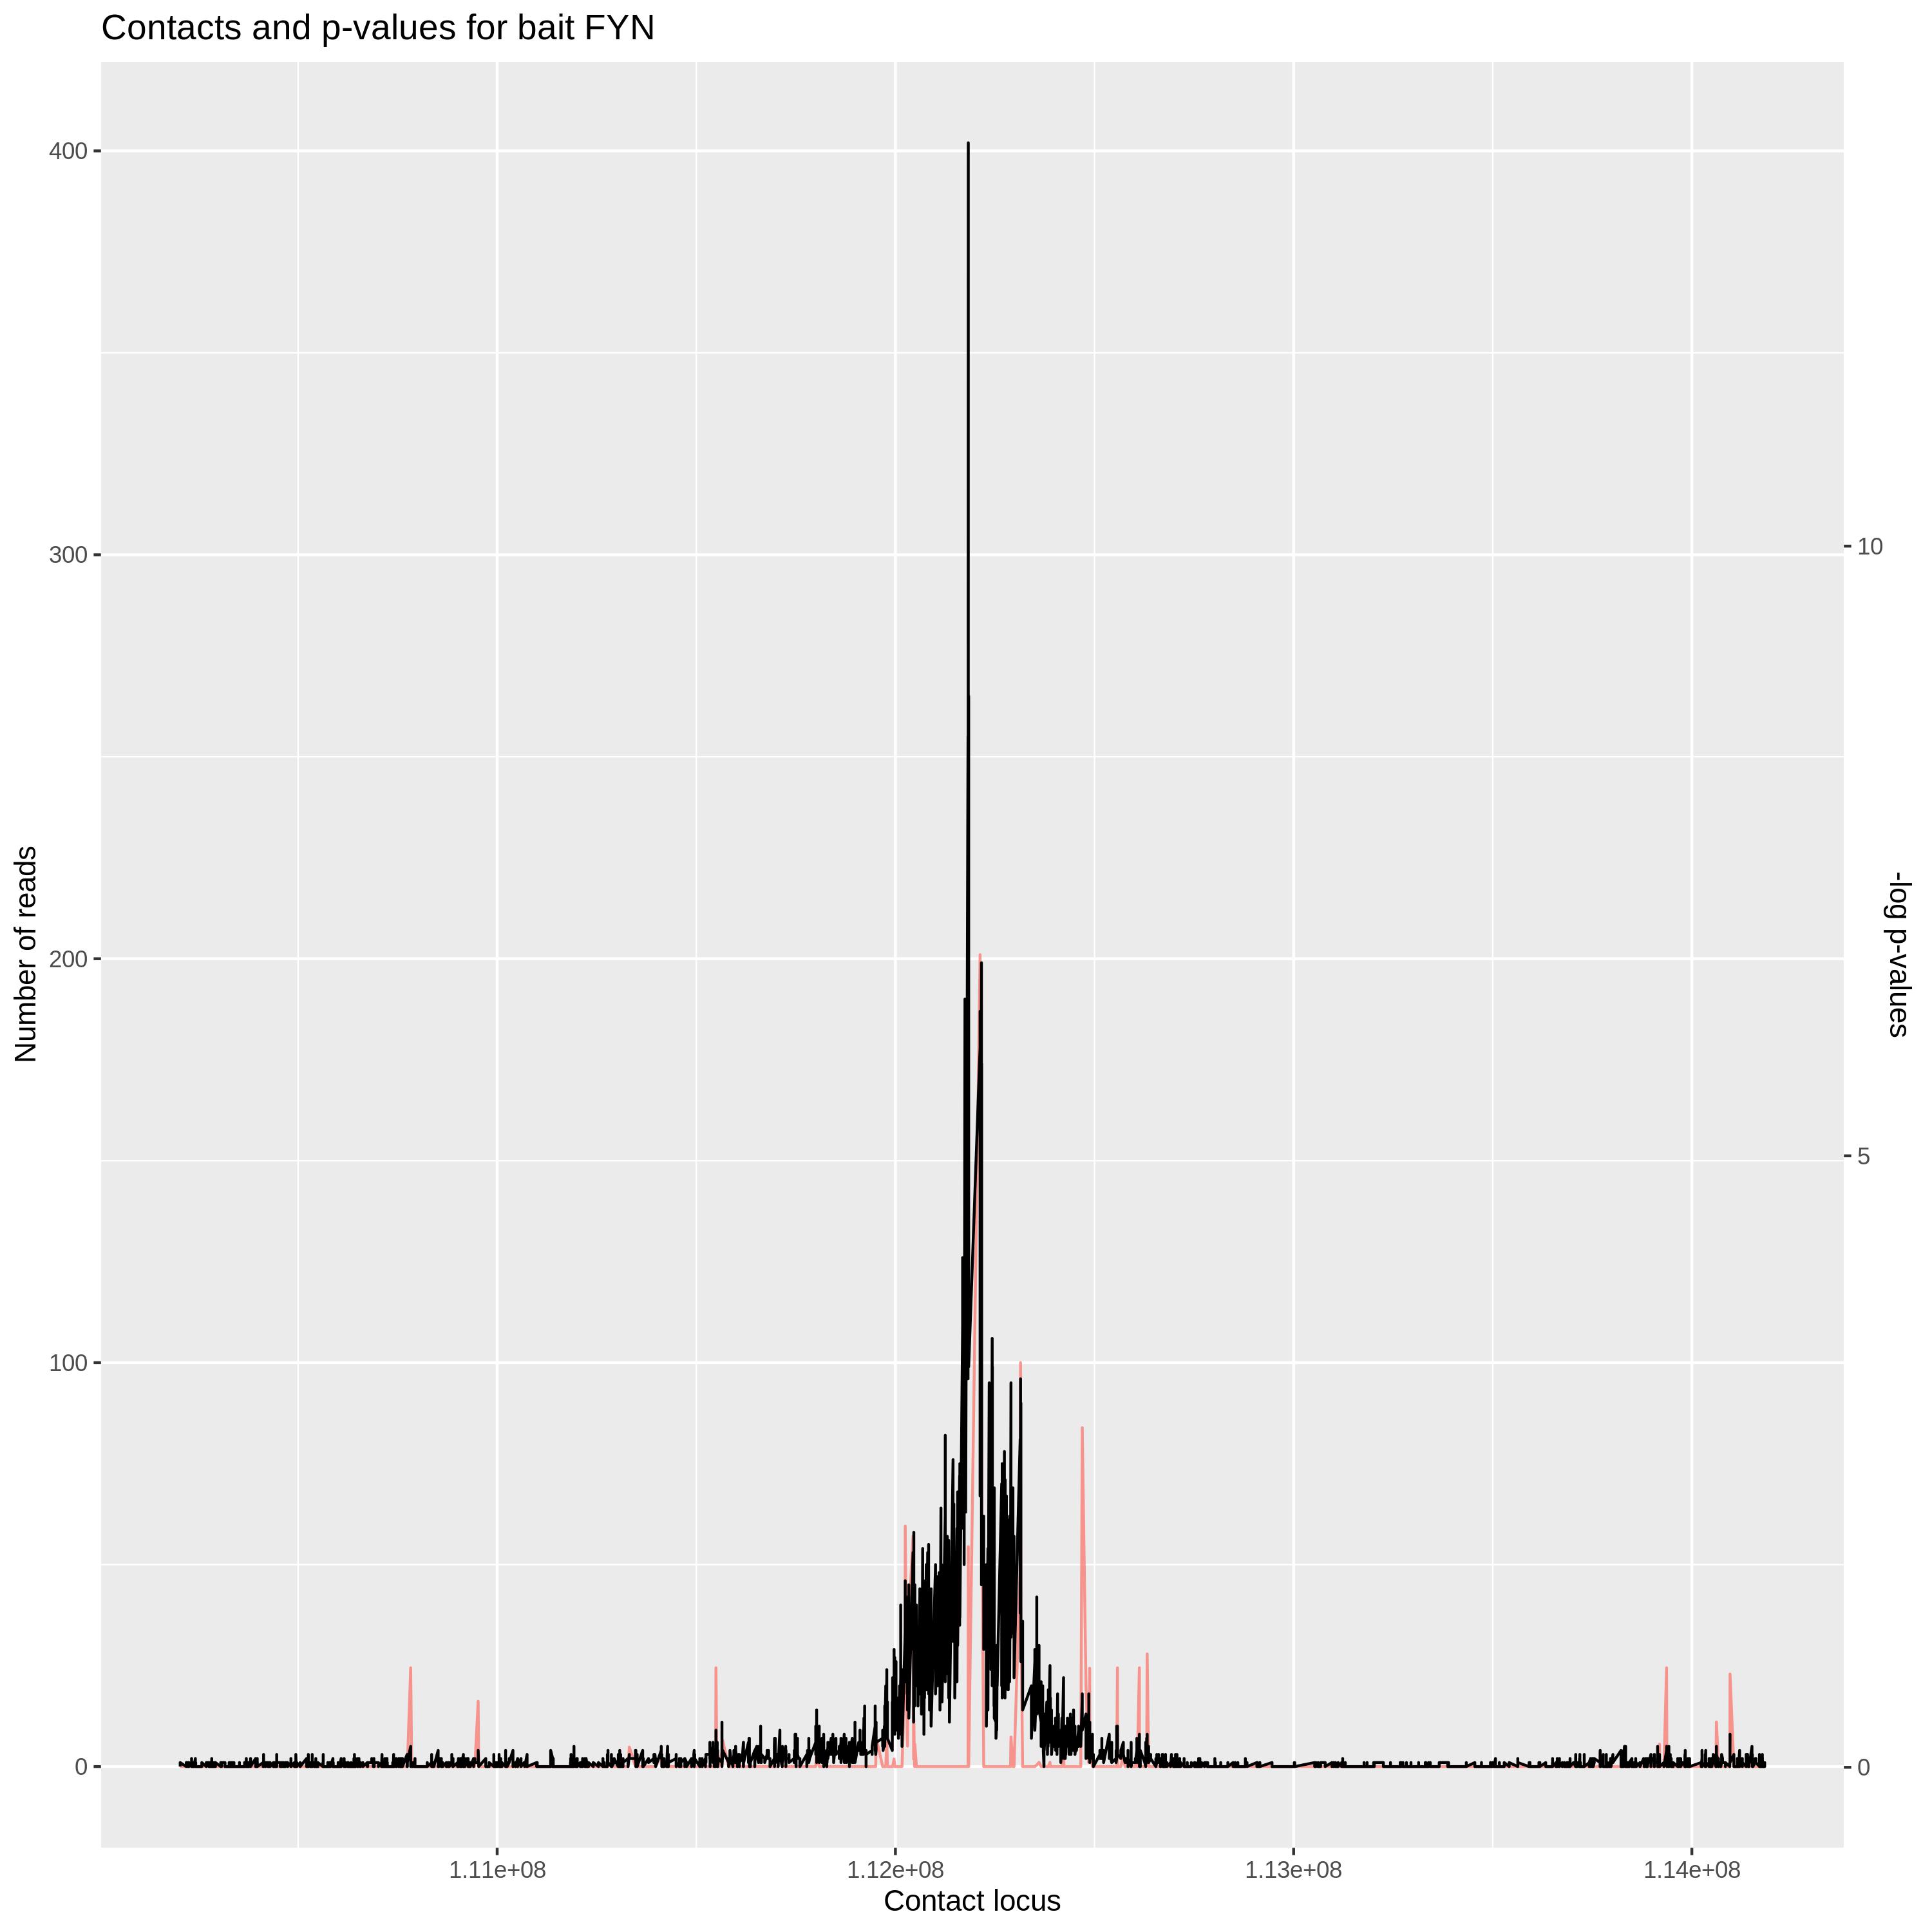 Contacts and p-values for bait FYN
400
300
200
100
0
10
5
0
Number of reads
-log p-values
1.11e+08
1.12e+08
1.13e+08
1.14e+08
Contact locus